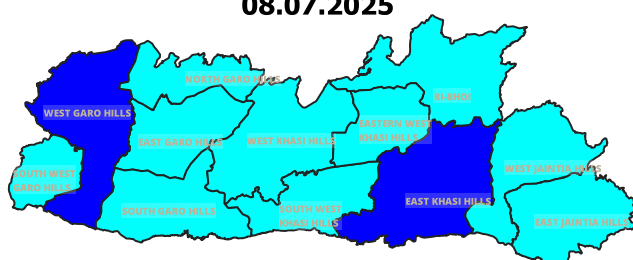 08.07.2025
NORTH GARO HILLS
RI-BHOI
WEST GARO HILLS
EASTERN WEST
KHASI HILLS
EAST GARO HILLS
WEST KHASI HILLS
WEST JAINTIA HILLS
SOUTH WEST
GARO HILLS
EAST KHASI HILLS
SOUTH GARO HILLS
SOUTH WEST
KHASI HILLS
EAST JAINTIA HILLS